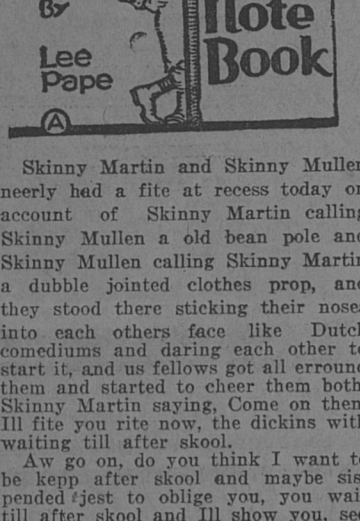 By
Lee
Pape
Note
Book
A
Skinny Martin and Skinny Mullen
neerly had a fite at recess today on
account of Skinny Martin calling
Skinny Mullen a old bean pole and
Skinny Mullen calling Skinny Martin
a dubble jointed clothes prop, and
they stood there sticking their noses
into each others face like Dutch
comediums and daring each other to
start it, and us fellows got all erround
them and started to cheer them both
Skinny Martin saying, Come on then
Ill fite you rite now, the dickins with
waiting till after skool.
Aw go on, do you think I want to
be kepp after skool and maybe sis
pended jest to oblige you, you wait
till after skool and Ill show you, see